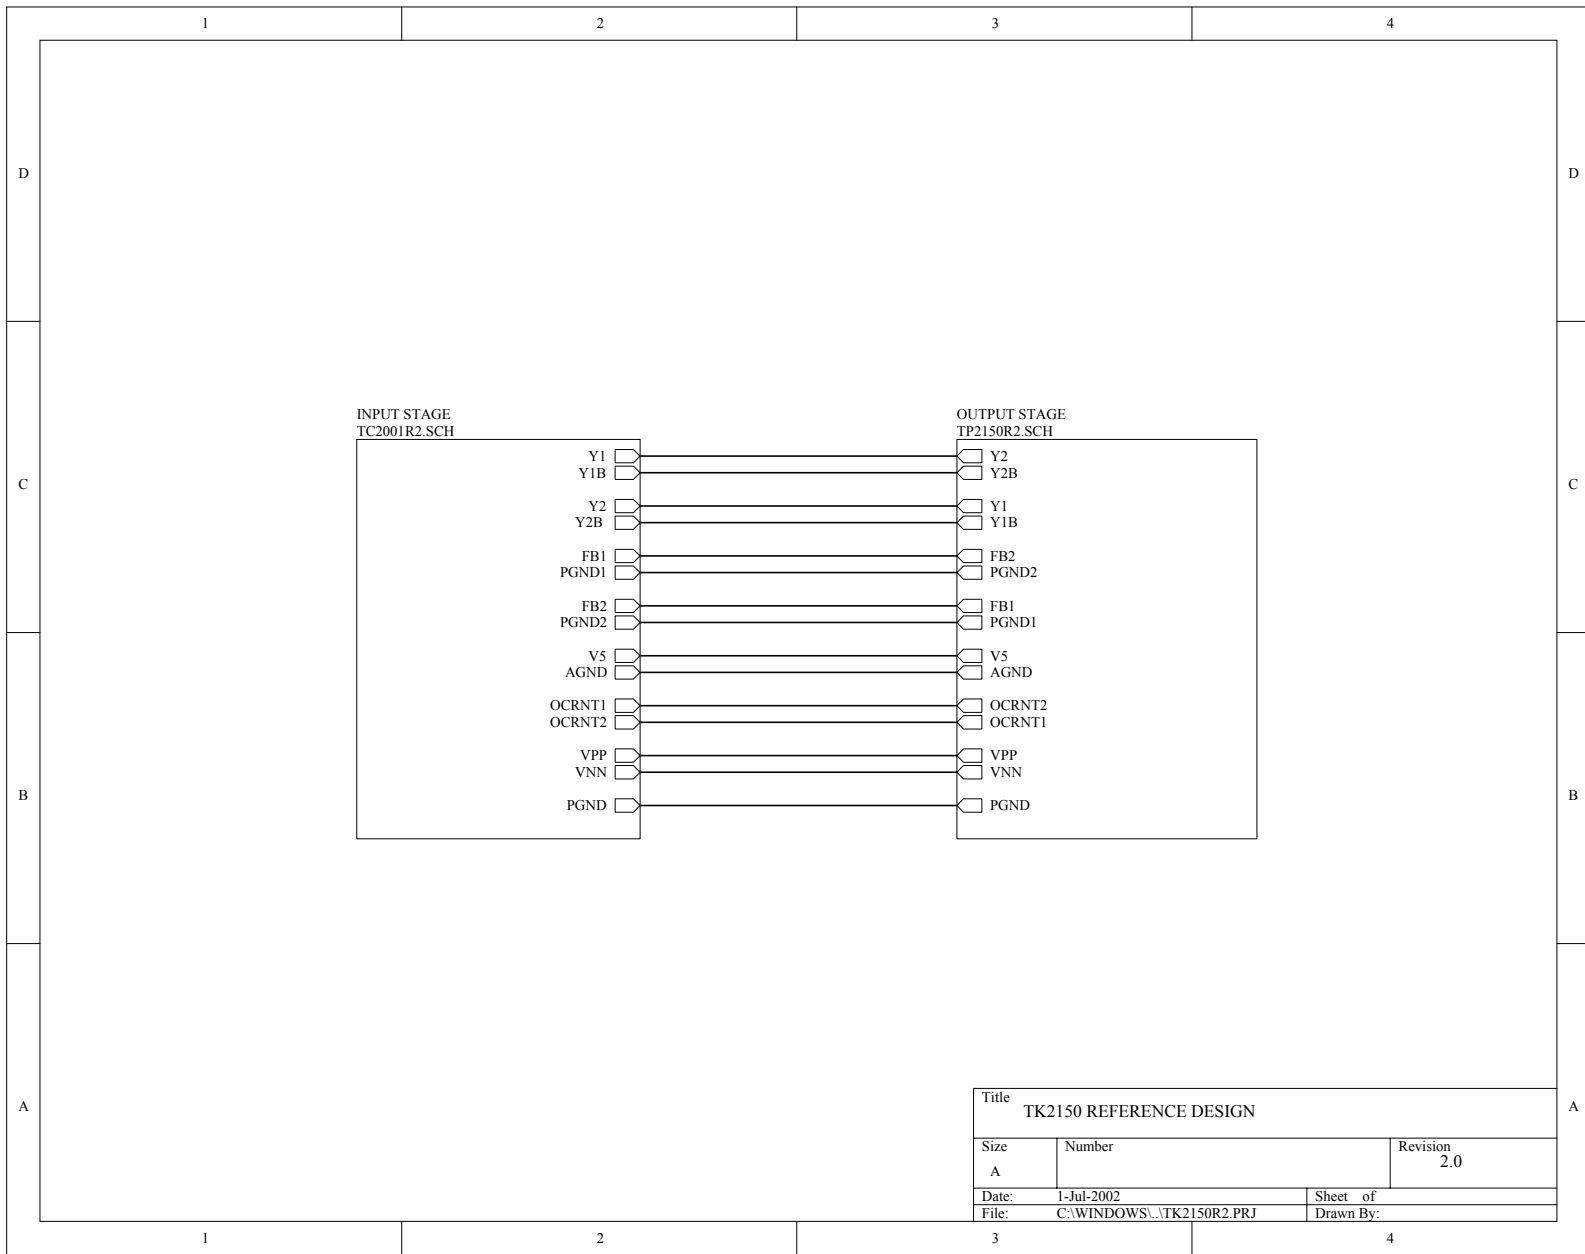 1 2 3 4
D D
INPUT STAGE
TC2001R2.SCH
OUTPUT STAGE
TP2150R2.SCH
Y1 Y2
Y1B Y2B
C C
Y2 Y1
Y2B Y1B
FB1 FB2
PGND1 PGND2
FB2 FB1
PGND2 PGND1
V5 V5
AGND AGND
OCRNT1 OCRNT2
OCRNT2 OCRNT1
VPP VPP
VNN VNN
B B
PGND PGND
A A
Title
TK2150 REFERENCE DESIGN
Size Number Revision
A 2.0
Date: 1-Jul-2002 Sheet of
File: C:\WINDOWS\..\TK2150R2.PRJ Drawn By:
1 2 3 4